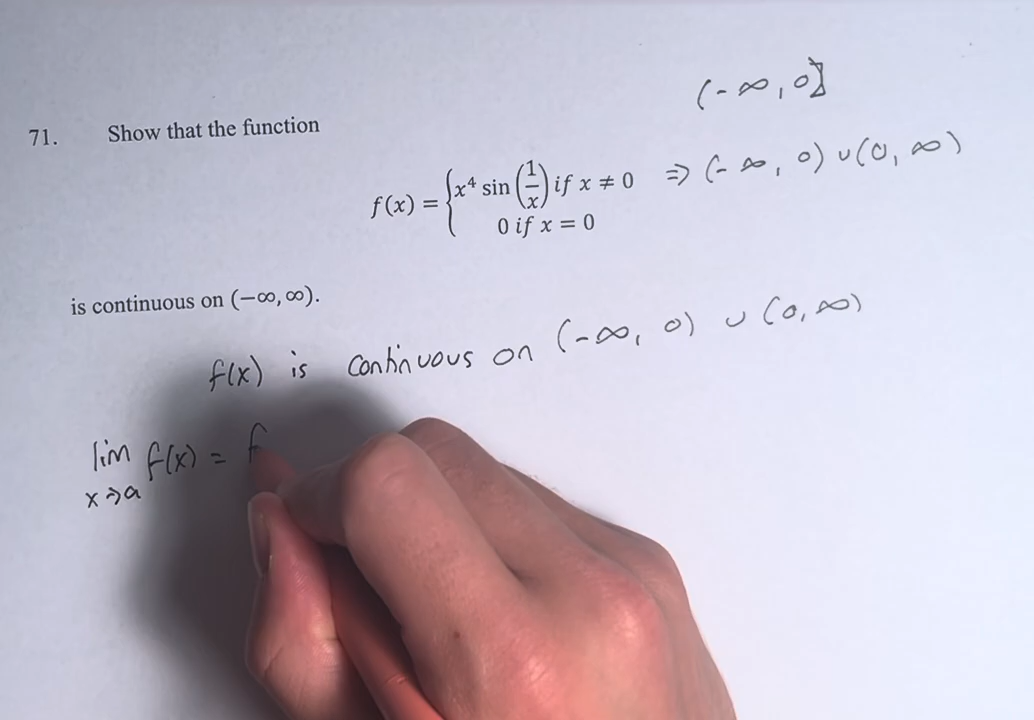 (-∞, 0]
71. Show that the function
f(x) = { x⁴ sin(1/x) if x ≠ 0 ⇒ (-∞, 0) ∪ (0, ∞)
0 if x = 0
is continuous on (−∞, ∞).
f(x) is continuous on (-∞, 0) ∪ (0, ∞)
lim f(x) = f
x→a